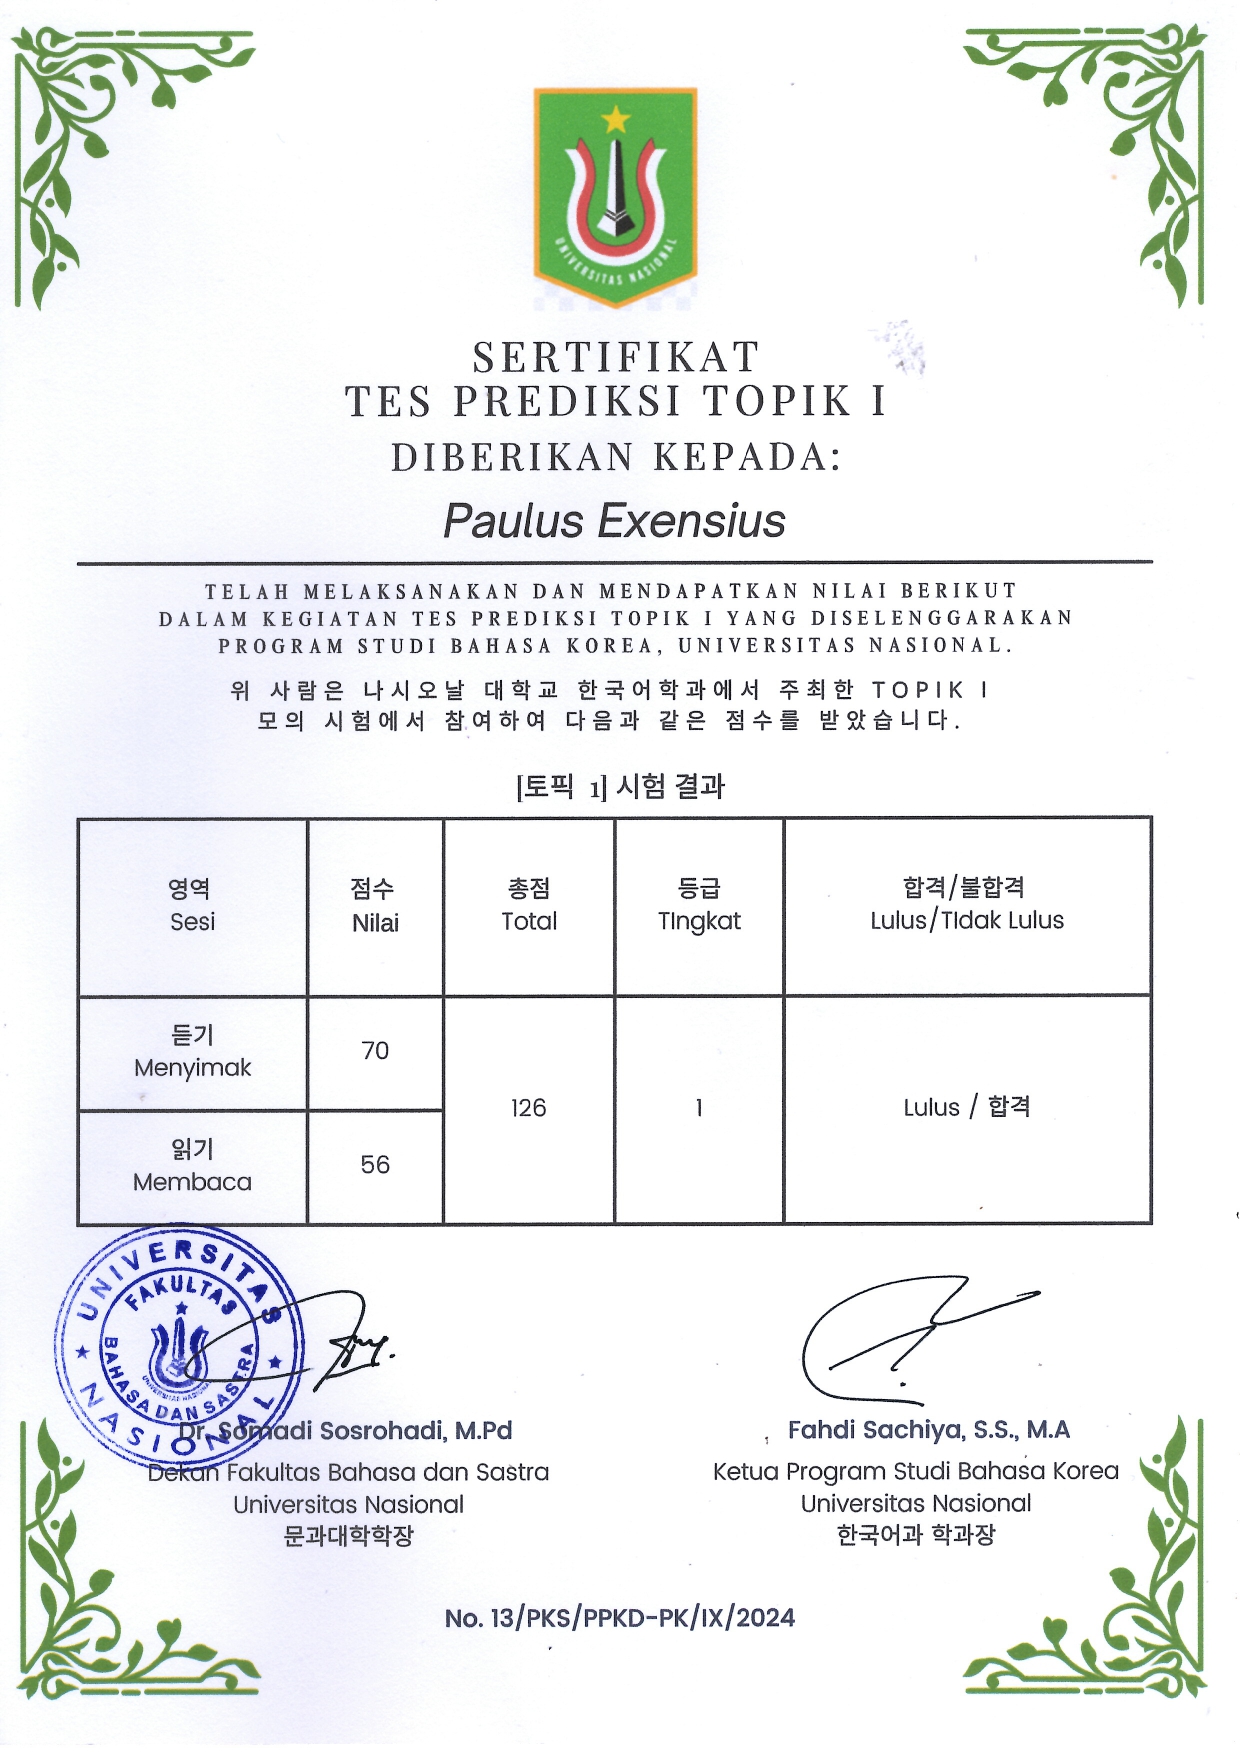 UNIVERSITAS NASIONAL
SERTIFIKAT
TES PREDIKSI TOPIK I
DIBERIKAN KEPADA:
Paulus Exensius
TELAH MELAKSANAKAN DAN MENDAPATKAN NILAI BERIKUT
DALAM KEGIATAN TES PREDIKSI TOPIK I YANG DISELENGGARAKAN
PROGRAM STUDI BAHASA KOREA, UNIVERSITAS NASIONAL.
위 사람은 나시오날 대학교 한국어학과에서 주최한 TOPIK I
모의 시험에서 참여하여 다음과 같은 점수를 받았습니다.
[토픽 1] 시험 결과
영역 점수 총점 등급 합격/불합격
Sesi Nilai Total TIngkat Lulus/TIdak Lulus
듣기
Menyimak
70
읽기
Membaca
56
126
1
Lulus / 합격
UNIVERSITAS NASIONAL
FAKULTAS
BAHASA DAN SASTRA
UNIVERSITAS NASIONAL
Dr. Somadi Sosrohadi, M.Pd
Dekan Fakultas Bahasa dan Sastra
Universitas Nasional
문과대학학장
Fahdi Sachiya, S.S., M.A
Ketua Program Studi Bahasa Korea
Universitas Nasional
한국어과 학과장
No. 13/PKS/PPKD-PK/IX/2024